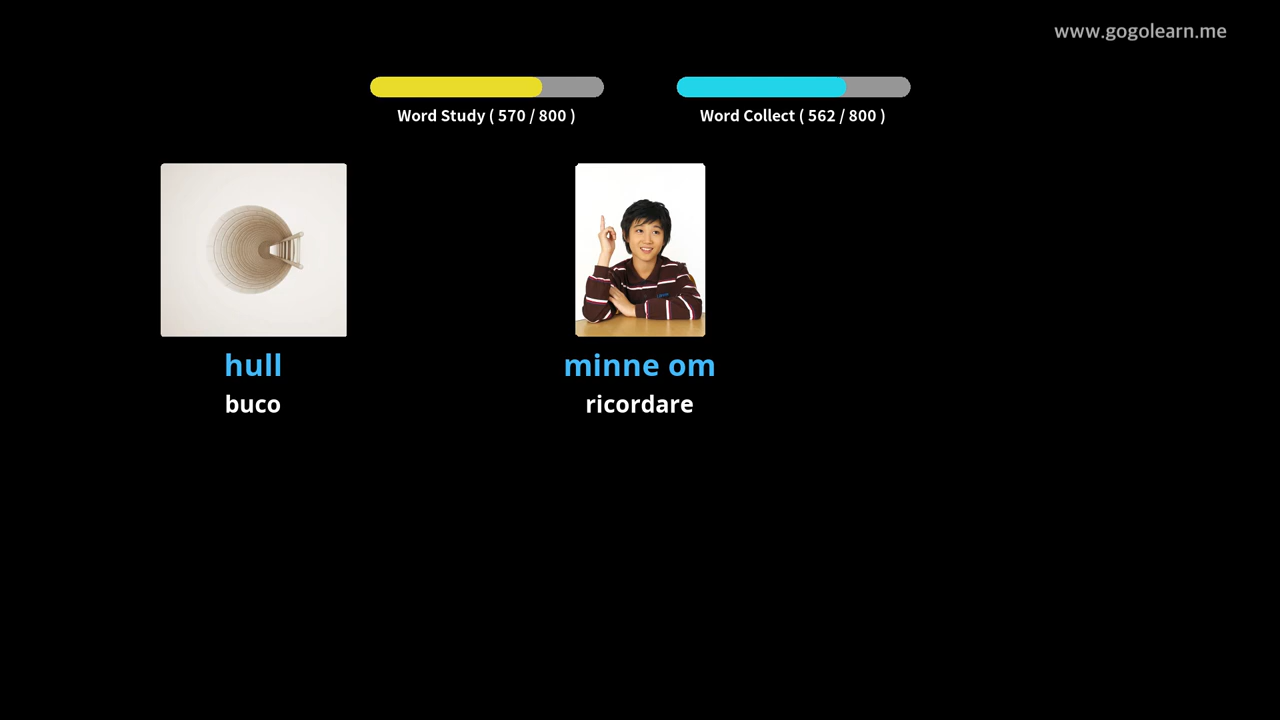 www.gogolearn.me
Word Study ( 570 / 800 )
Word Collect ( 562 / 800 )
hull
buco
minne om
ricordare